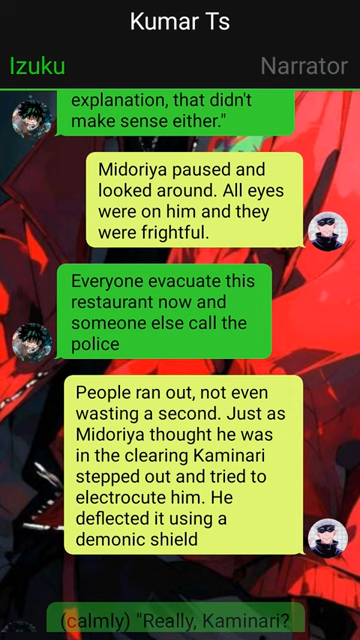 Kumar Ts
Izuku
Narrator
explanation, that didn't
make sense either."
Midoriya paused and
looked around. All eyes
were on him and they
were frightful.
Everyone evacuate this
restaurant now and
someone else call the
police
People ran out, not even
wasting a second. Just as
Midoriya thought he was
in the clearing Kaminari
stepped out and tried to
electrocute him. He
deflected it using a
demonic shield
(calmly) "Really, Kaminari?